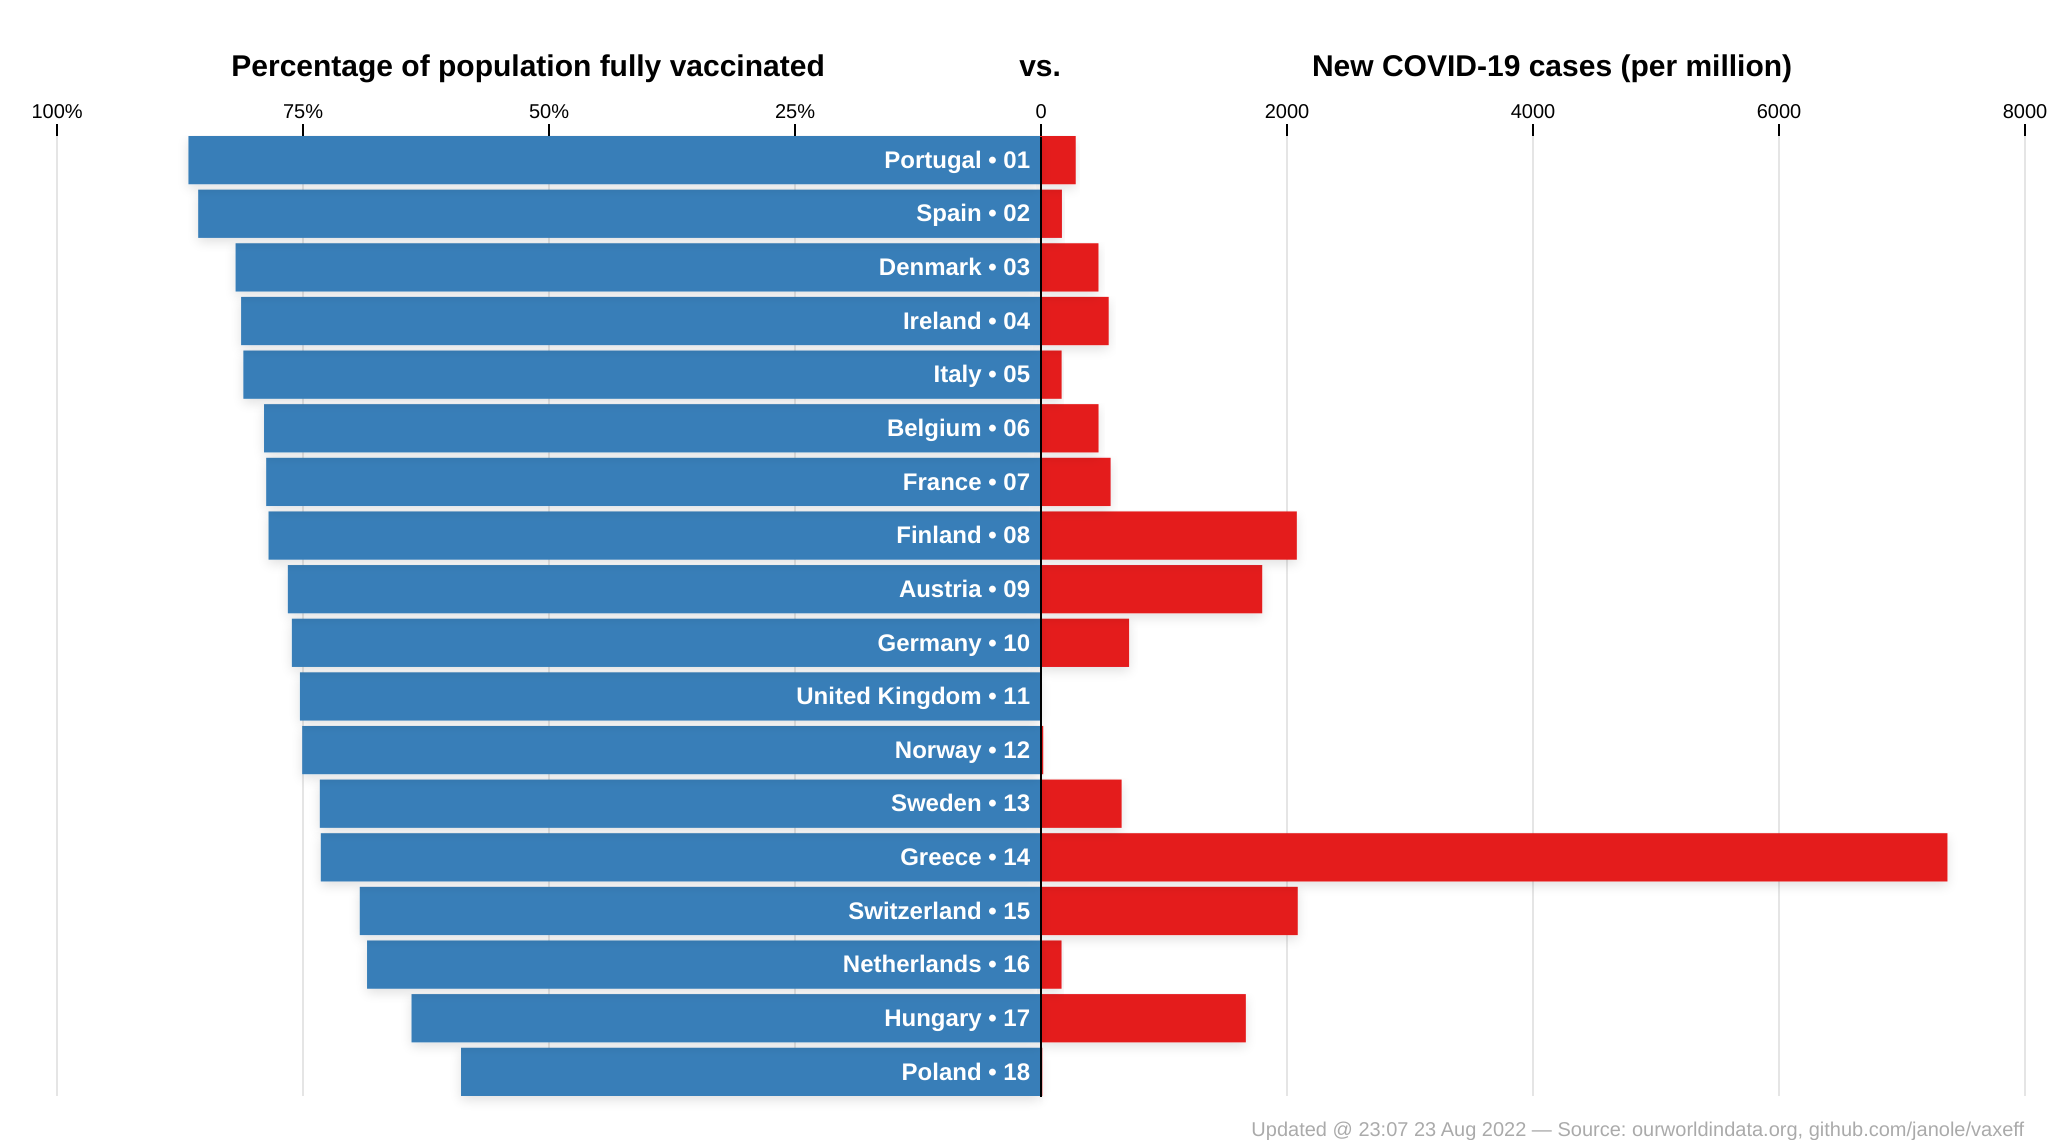 Percentage of population fully vaccinated vs. New COVID-19 cases (per million)
100% 75% 50% 25% 0 2000 4000 6000 8000
Portugal • 01
Spain • 02
Denmark • 03
Ireland • 04
Italy • 05
Belgium • 06
France • 07
Finland • 08
Austria • 09
Germany • 10
United Kingdom • 11
Norway • 12
Sweden • 13
Greece • 14
Switzerland • 15
Netherlands • 16
Hungary • 17
Poland • 18
Updated @ 23:07 23 Aug 2022 — Source: ourworldindata.org, github.com/janole/vaxeff